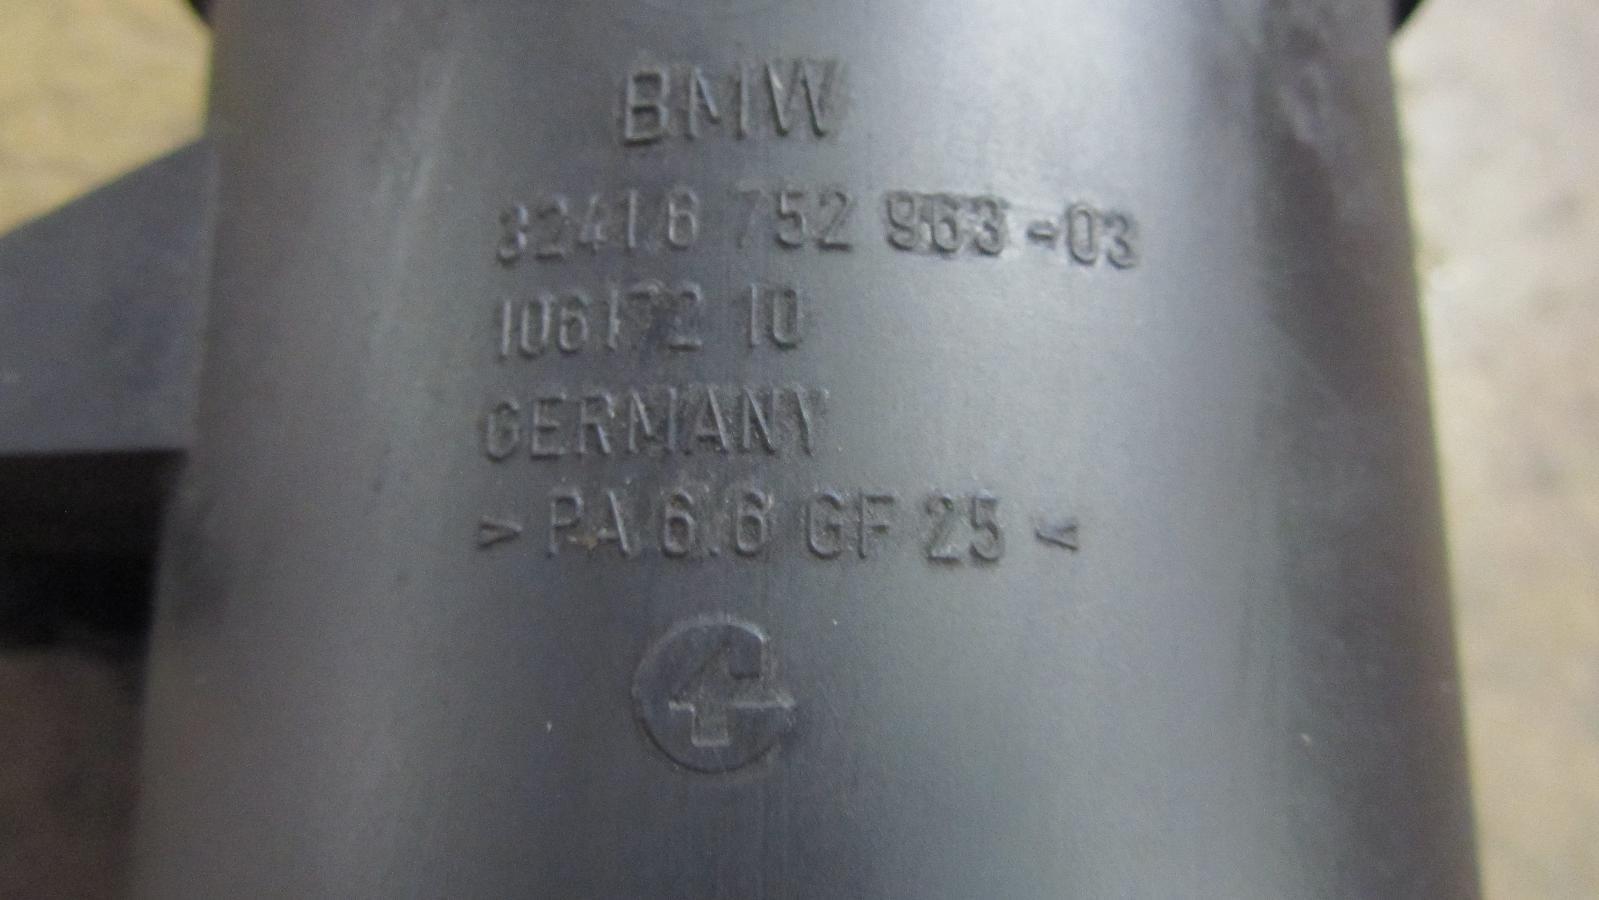 BMW
32416 752 963-03
106172 10
GERMANY
> PA 6.6 GF 25 <